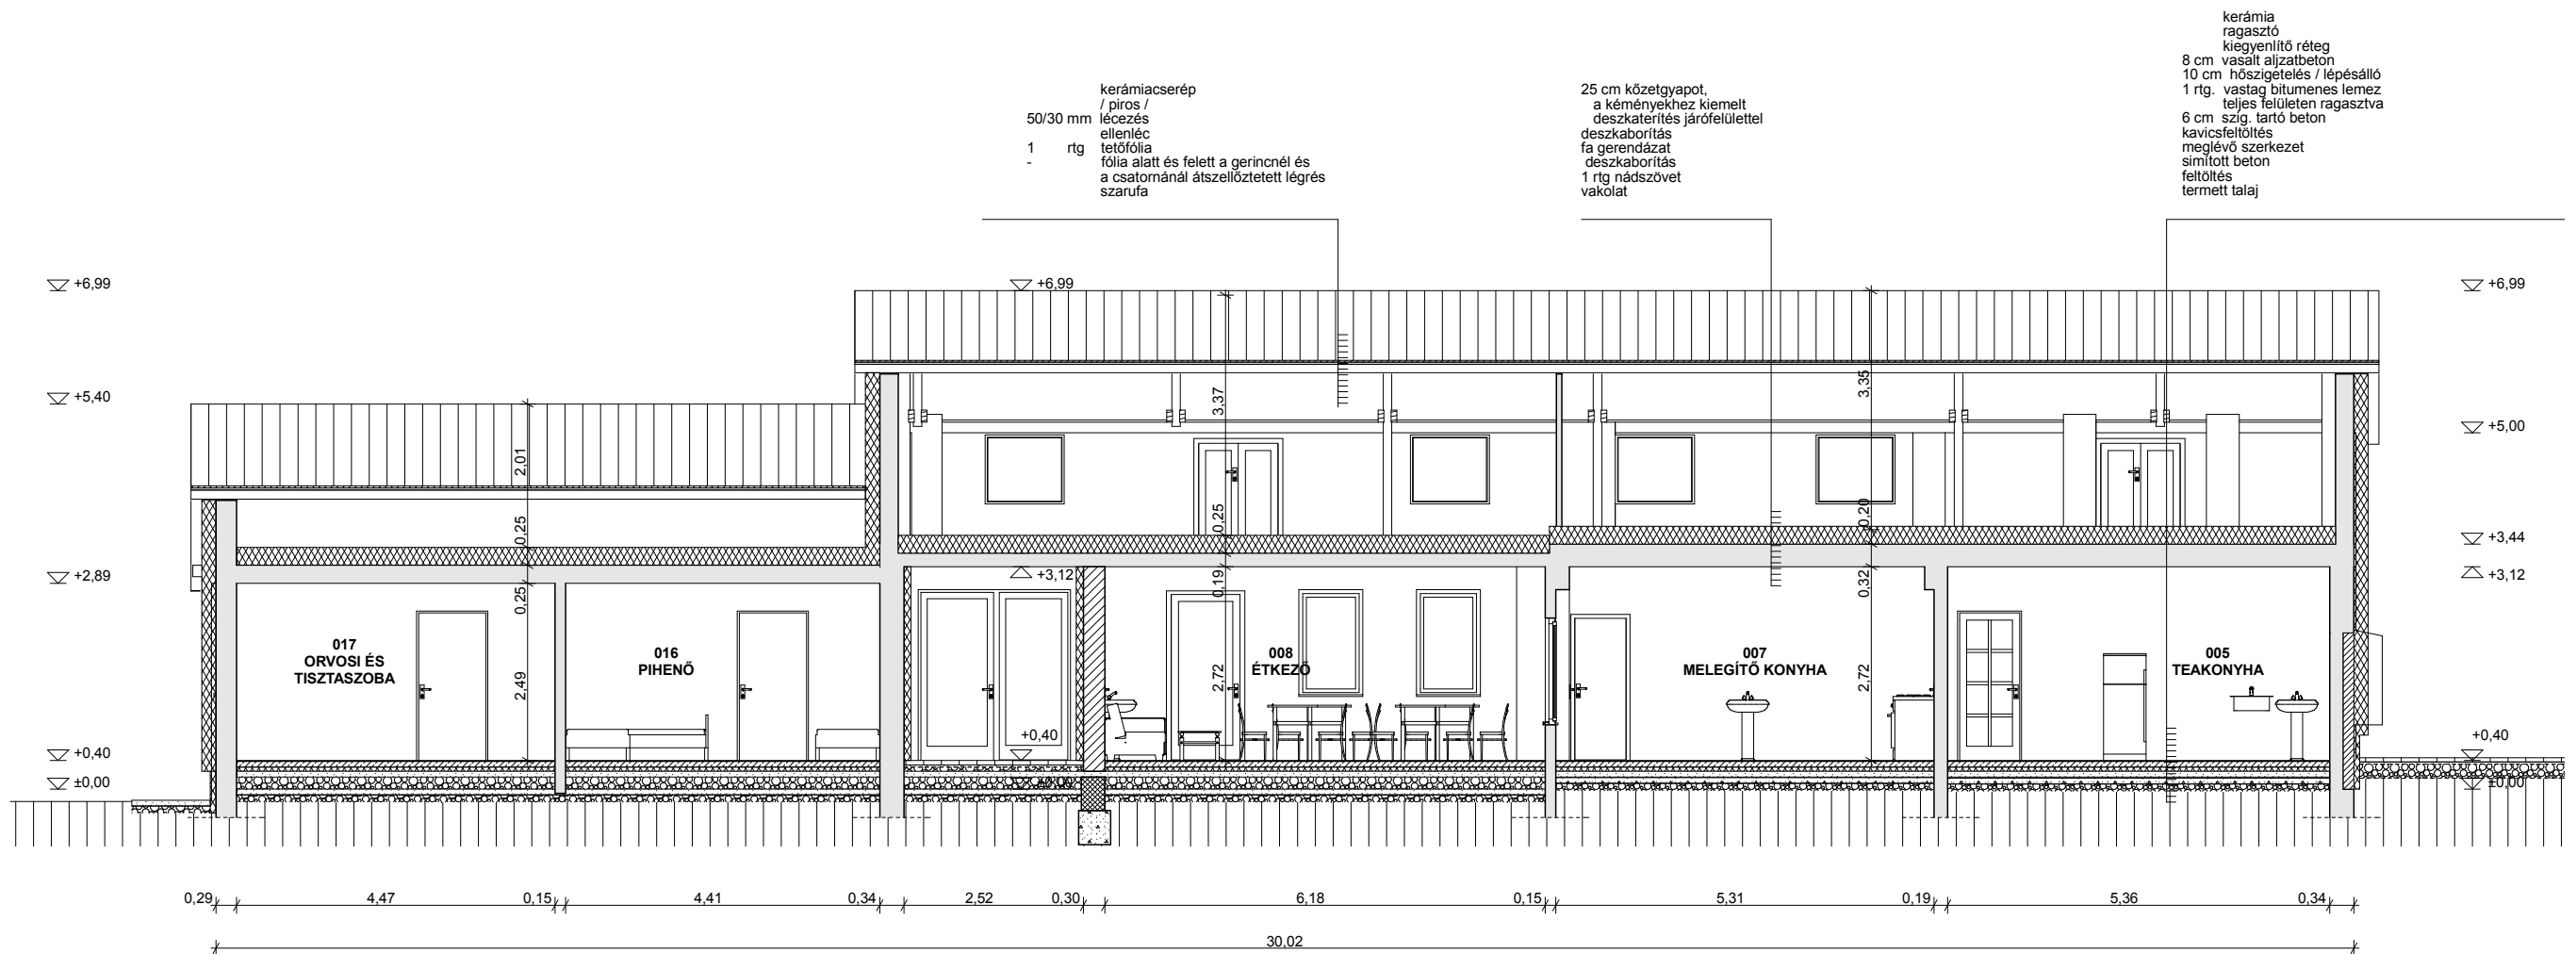 kerámia
ragasztó
kiegyenlítő réteg
8 cm vasalt aljzatbeton
10 cm hőszigetelés / lépésálló
1 rtg. vastag bitumenes lemez
teljes felületen ragasztva
6 cm szig. tartó beton
kavicsfeltöltés
meglévő szerkezet
simított beton
feltöltés
termett talaj
kerámiacserép
/ piros /
50/30 mm lécezés
ellenléc
1 rtg tetőfólia
- fólia alatt és felett a gerincnél és
a csatornánál átszellőztetett légrés
szarufa
25 cm kőzetgyapot,
a kéményekhez kiemelt
deszkaterítés járófelülettel
deszkaborítás
fa gerendázat
deszkaborítás
1 rtg nádszövet
vakolat
+6,99
+6,99
+6,99
+5,40
+5,00
+3,44
+2,89
+3,12
+3,12
+0,40
+0,40
+0,40
±0,00
±0,00
±0,00
2,01
0,25
0,25
2,49
3,37
0,25
0,19
2,72
3,35
0,20
0,32
2,72
017
ORVOSI ÉS
TISZTASZOBA
016
PIHENŐ
008
ÉTKEZŐ
007
MELEGÍTŐ KONYHA
005
TEAKONYHA
0,29 4,47 0,15 4,41 0,34 2,52 0,30 6,18 0,15 5,31 0,19 5,36 0,34
30,02